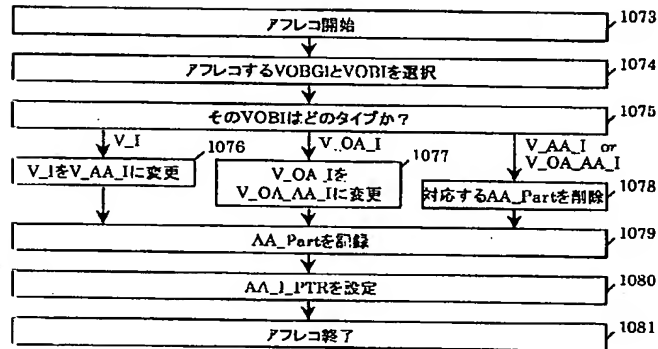 アフレコ開始
1073
アフレコするVOBGIとVOBIを選択
1074
そのVOBIはどのタイプか？
1075
V_I
V_OA_I
V_AA_I or
V_OA_AA_I
1076
V_IをV_AA_Iに変更
1077
V_OA_Iを
V_OA_AA_Iに変更
対応するAA_Partを削除
1078
AA_Partを記録
1079
AA_I_PTRを設定
1080
アフレコ終了
1081